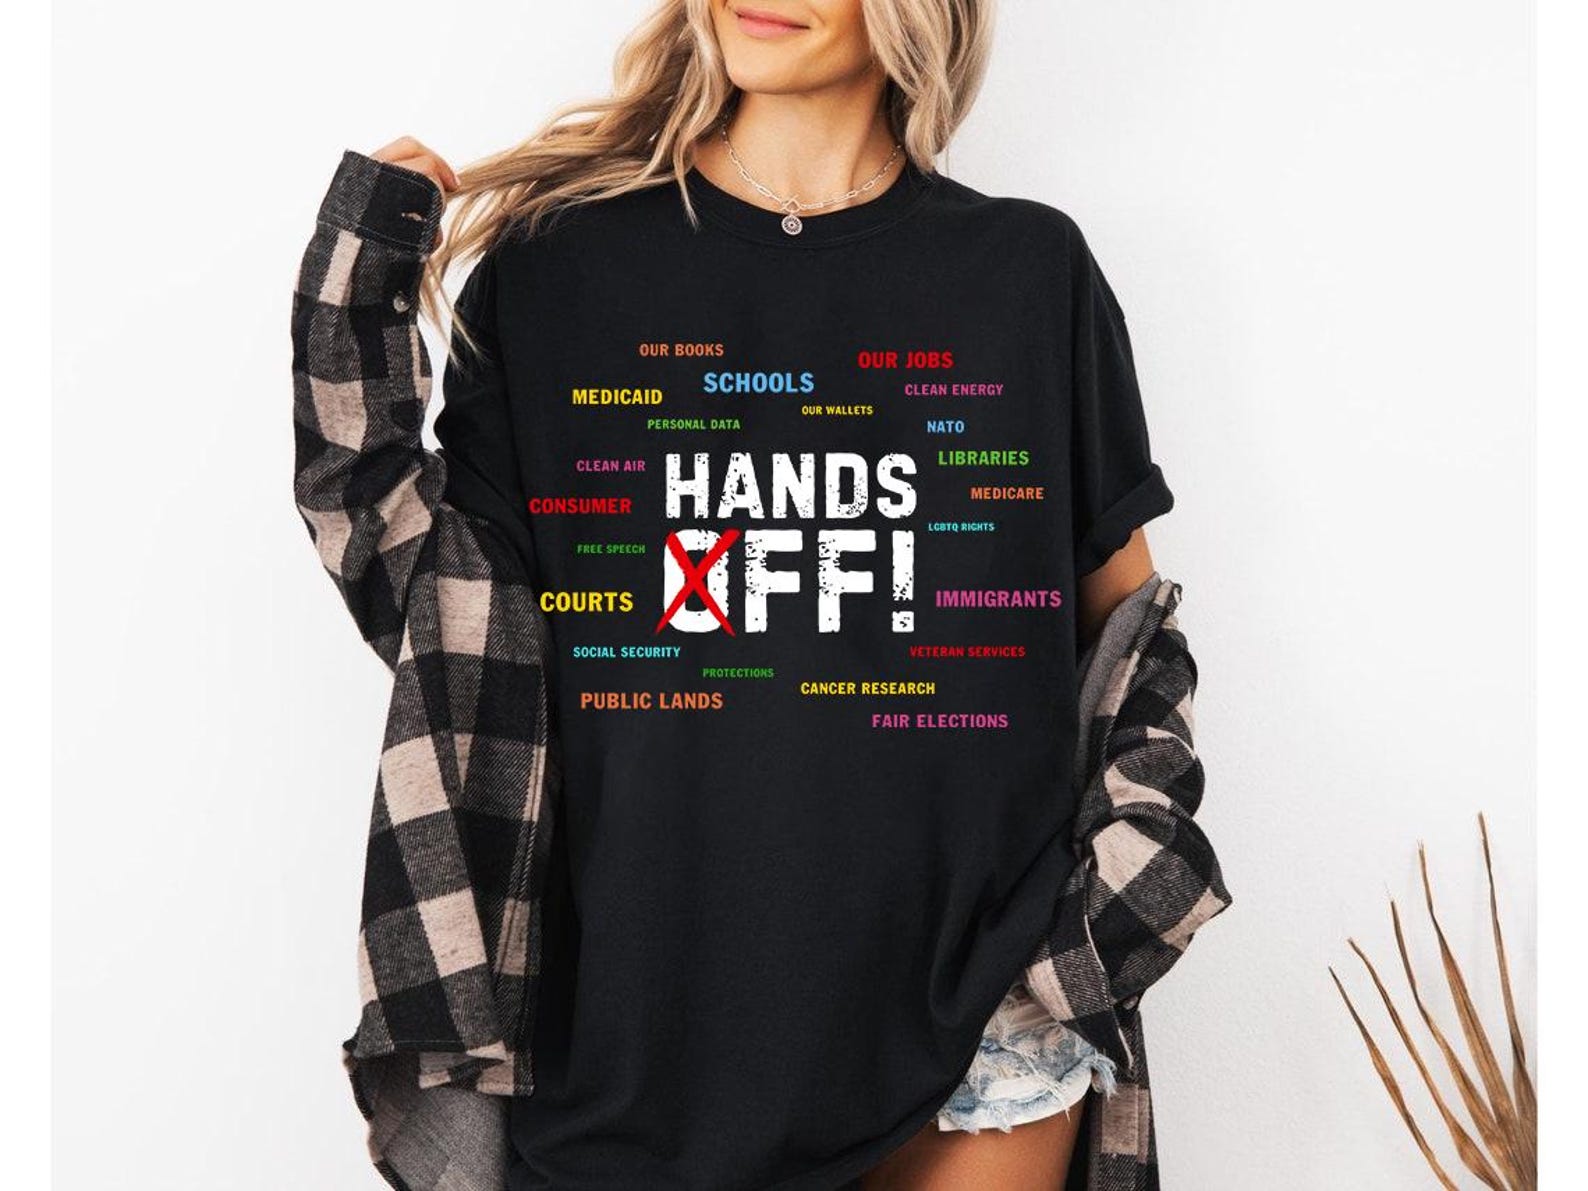 OUR BOOKS
OUR JOBS
SCHOOLS
CLEAN ENERGY
MEDICAID
OUR WALLETS
PERSONAL DATA
NATO
LIBRARIES
CLEAN AIR
HANDS
MEDICARE
CONSUMER
LGBTQ RIGHTS
FREE SPEECH
OFF!
COURTS
IMMIGRANTS
SOCIAL SECURITY
VETERAN SERVICES
PROTECTIONS
CANCER RESEARCH
PUBLIC LANDS
FAIR ELECTIONS